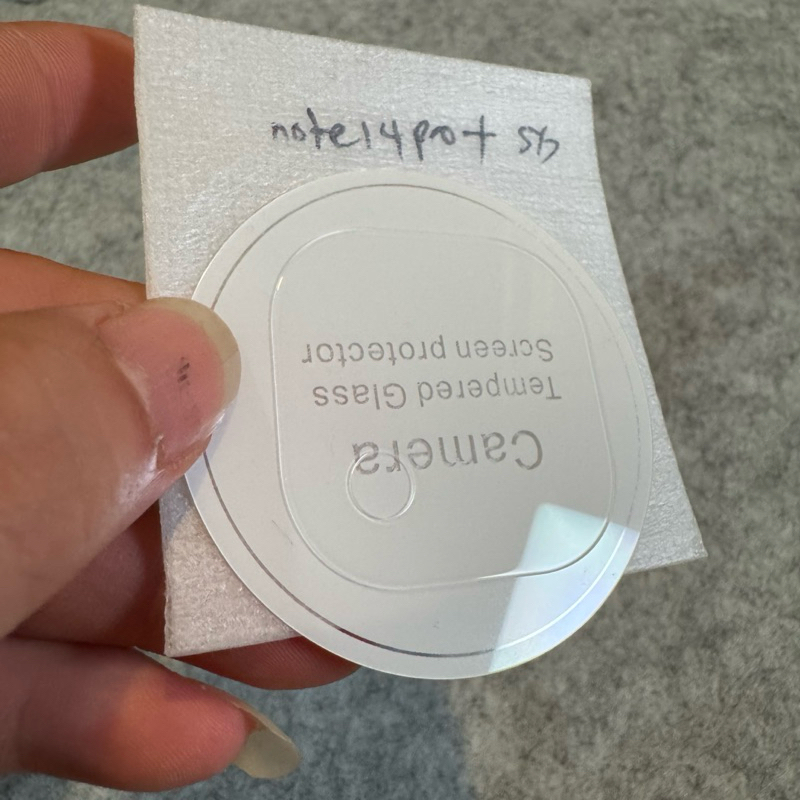 note14pro+ 5G
Camera
Tempered Glass
Screen protector